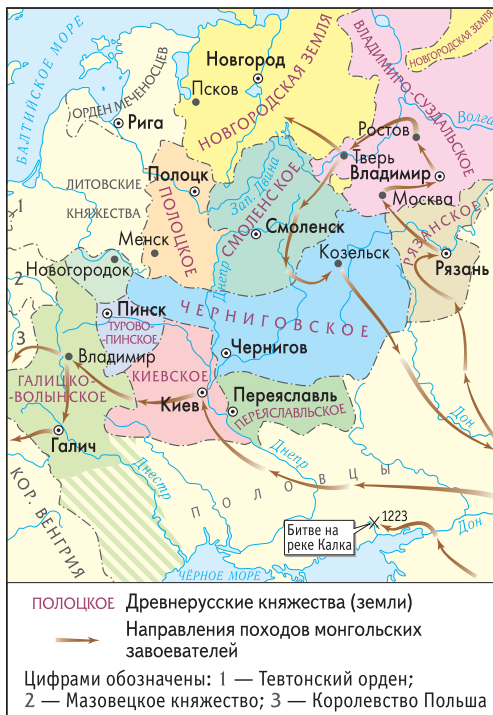 БАЛТИЙСКОЕ МОРЕ
Новгород
Псков
НОВГОРОДСКАЯ ЗЕМЛЯ
ВЛАДИМИРО-СУЗДАЛЬСКОЕ
НОВГОРОДСКАЯ ЗЕМЛЯ
ОРДЕН МЕЧЕНОСЦЕВ
Рига
Волга
Ростов
Тверь
Владимир
Полоцк
Зап. Двина
ЛИТОВСКИЕ
КНЯЖЕСТВА
ПОЛОЦКОЕ
СМОЛЕНСКОЕ
Москва
РЯЗАНСКОЕ
1
Смоленск
Менск
Козельск
Рязань
Новгородок
Днепр
2
Пинск
ТУРОВО-
ПИНСКОЕ
ЧЕРНИГОВСКОЕ
3
Владимир
Чернигов
ГАЛИЦКО-
ВОЛЫНСКОЕ
КИЕВСКОЕ
Киев
Переяславль
ПЕРЕЯСЛАВЛЬСКОЕ
Дон
Галич
Днестр
Днепр
ПОЛОВЦЫ
КОР. ВЕНГРИЯ
1223
Дон
Битве на
реке Калка
ЧЁРНОЕ МОРЕ
ПОЛОЦКОЕ Древнерусские княжества (земли)
Направления походов монгольских
завоевателей
Цифрами обозначены: 1 — Тевтонский орден;
2 — Мазовецкое княжество; 3 — Королевство Польша